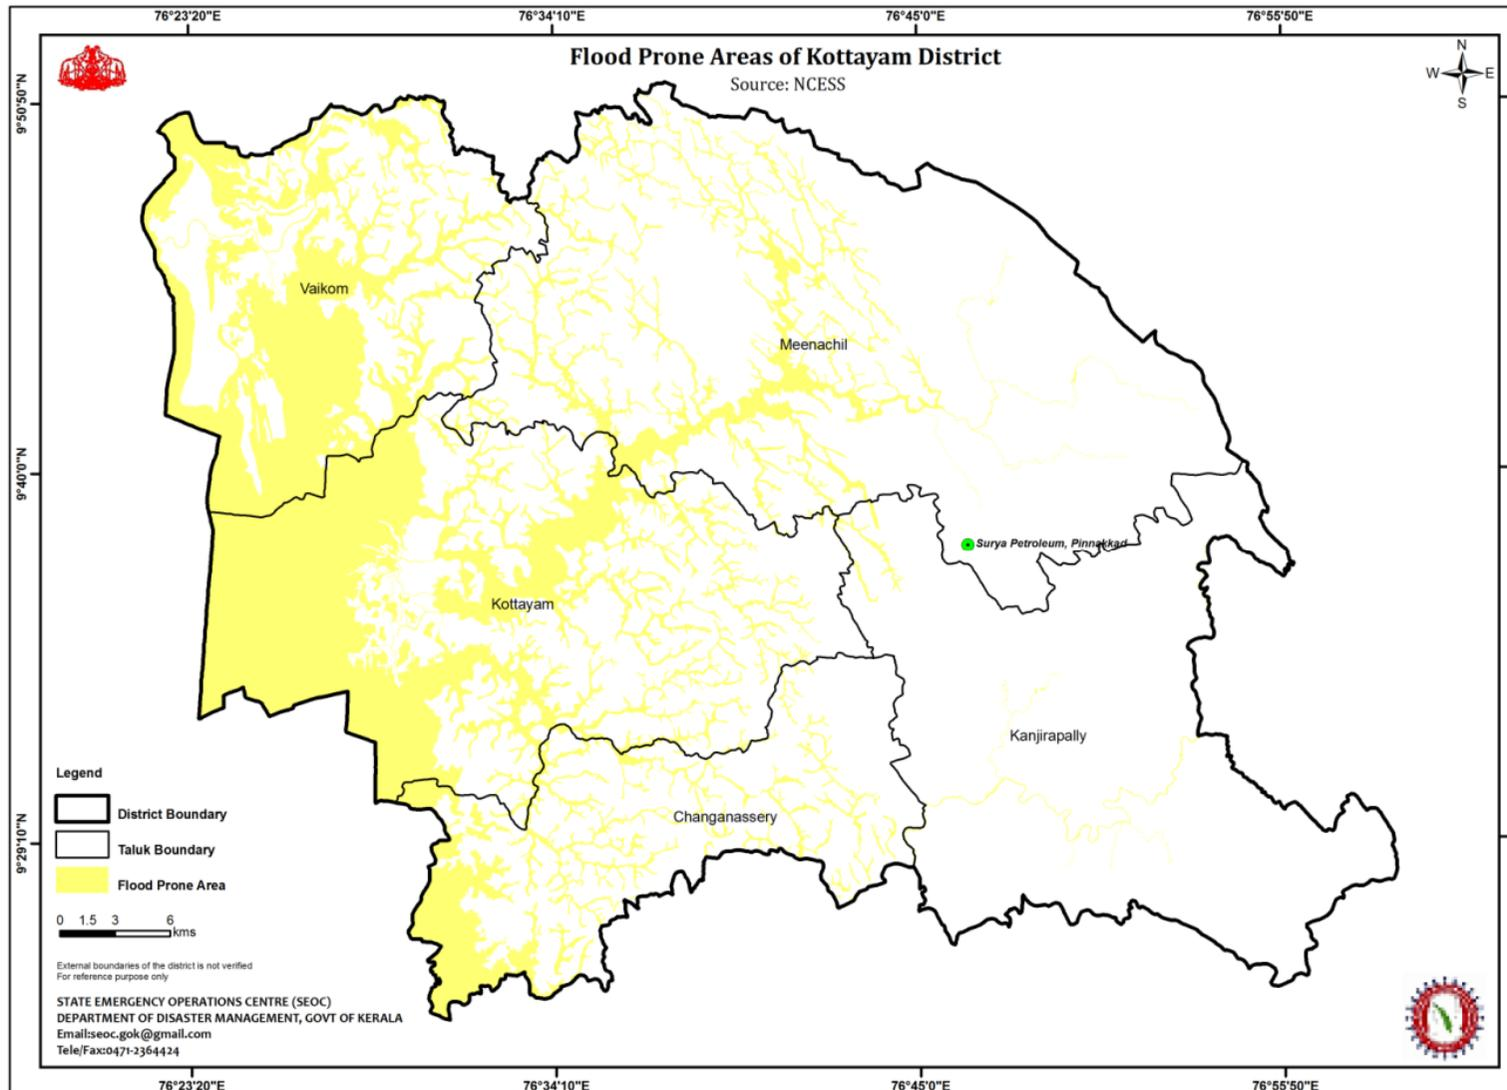 76°23'20"E
76°34'10"E
76°45'0"E
76°55'50"E
Flood Prone Areas of Kottayam District
Source: NCESS
N
W
E
S
9°50'50"N
9°40'0"N
9°29'10"N
Vaikom
Meenachil
Surya Petroleum, Pinnakkad
Kottayam
Kanjirapally
Changanassery
Legend
District Boundary
Taluk Boundary
Flood Prone Area
0 1.5 3 6
kms
External boundaries of the district is not verified
For reference purpose only
STATE EMERGENCY OPERATIONS CENTRE (SEOC)
DEPARTMENT OF DISASTER MANAGEMENT, GOVT OF KERALA
Email:seoc.gok@gmail.com
Tele/Fax:0471-2364424
76°23'20"E
76°34'10"E
76°45'0"E
76°55'50"E